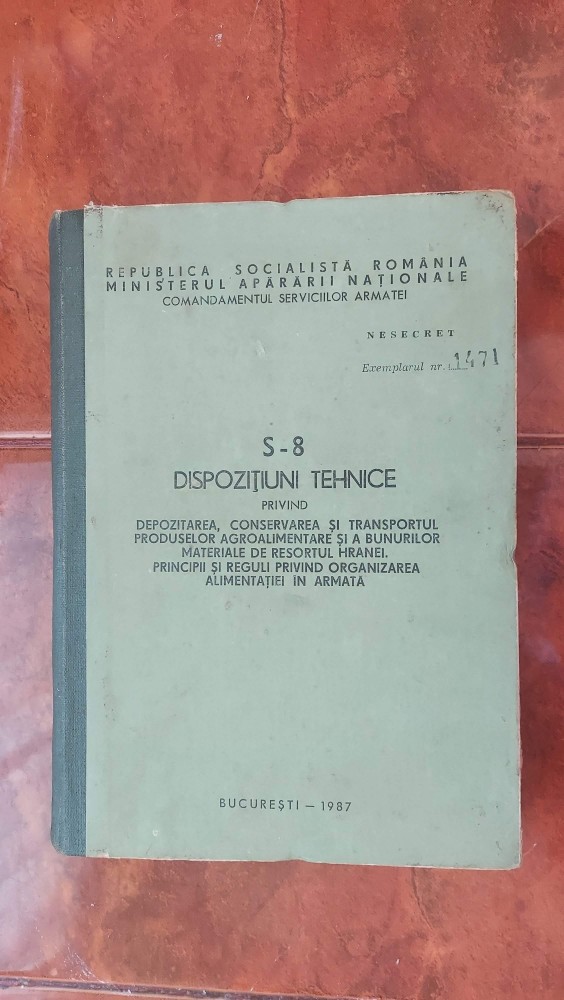 REPUBLICA SOCIALISTĂ ROMÂNIA
MINISTERUL APĂRĂRII NAȚIONALE
COMANDAMENTUL SERVICIILOR ARMATEI
NESECRET
Exemplarul nr. 1471
S-8
DISPOZIȚIUNI TEHNICE
PRIVIND
DEPOZITAREA, CONSERVAREA ȘI TRANSPORTUL
PRODUSELOR AGROALIMENTARE ȘI A BUNURILOR
MATERIALE DE RESORTUL HRANEI.
PRINCIPII ȘI REGULI PRIVIND ORGANIZAREA
ALIMENTAȚIEI ÎN ARMATĂ
BUCUREȘTI — 1987